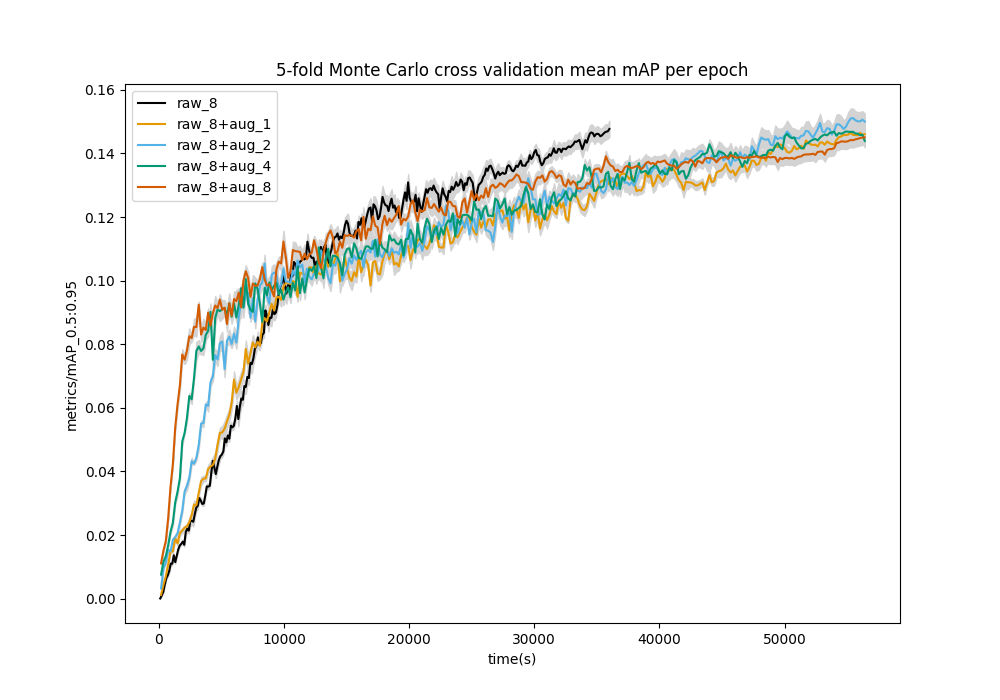 5-fold Monte Carlo cross validation mean mAP per epoch
metrics/mAP_0.5:0.95
0.16
0.14
0.12
0.10
0.08
0.06
0.04
0.02
0.00
raw_8
raw_8+aug_1
raw_8+aug_2
raw_8+aug_4
raw_8+aug_8
0 10000 20000 30000 40000 50000
time(s)